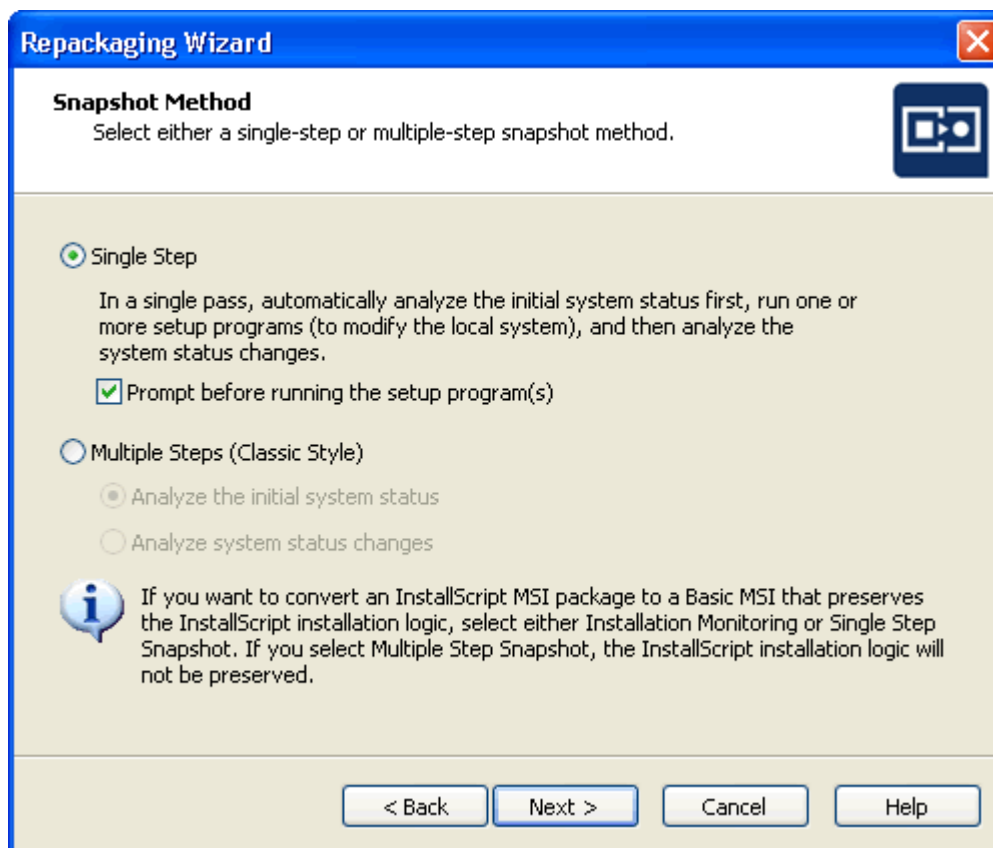 Repackaging Wizard
Snapshot Method
Select either a single-step or multiple-step snapshot method.
Single Step
In a single pass, automatically analyze the initial system status first, run one or
more setup programs (to modify the local system), and then analyze the
system status changes.
Prompt before running the setup program(s)
Multiple Steps (Classic Style)
Analyze the initial system status
Analyze system status changes
If you want to convert an InstallScript MSI package to a Basic MSI that preserves
the InstallScript installation logic, select either Installation Monitoring or Single Step
Snapshot. If you select Multiple Step Snapshot, the InstallScript installation logic will
not be preserved.
< Back Next > Cancel Help